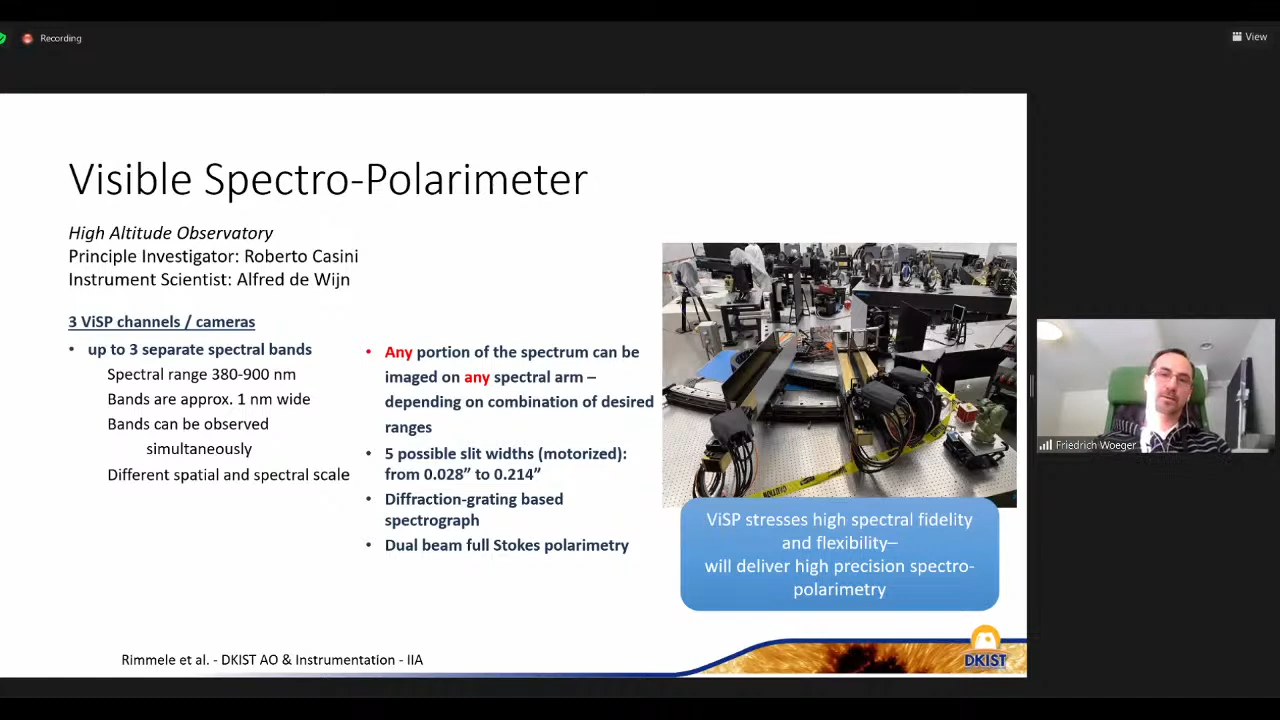 Recording
View
Visible Spectro-Polarimeter
High Altitude Observatory
Principle Investigator: Roberto Casini
Instrument Scientist: Alfred de Wijn
3 ViSP channels / cameras
• up to 3 separate spectral bands
Spectral range 380-900 nm
Bands are approx. 1 nm wide
Bands can be observed
simultaneously
Different spatial and spectral scale
• Any portion of the spectrum can be
imaged on any spectral arm –
depending on combination of desired
ranges
• 5 possible slit widths (motorized):
from 0.028” to 0.214”
• Diffraction-grating based
spectrograph
• Dual beam full Stokes polarimetry
CAUTION
ViSP stresses high spectral fidelity
and flexibility–
will deliver high precision spectro-
polarimetry
Friedrich Woeger
Rimmele et al. - DKIST AO & Instrumentation - IIA
DKIST